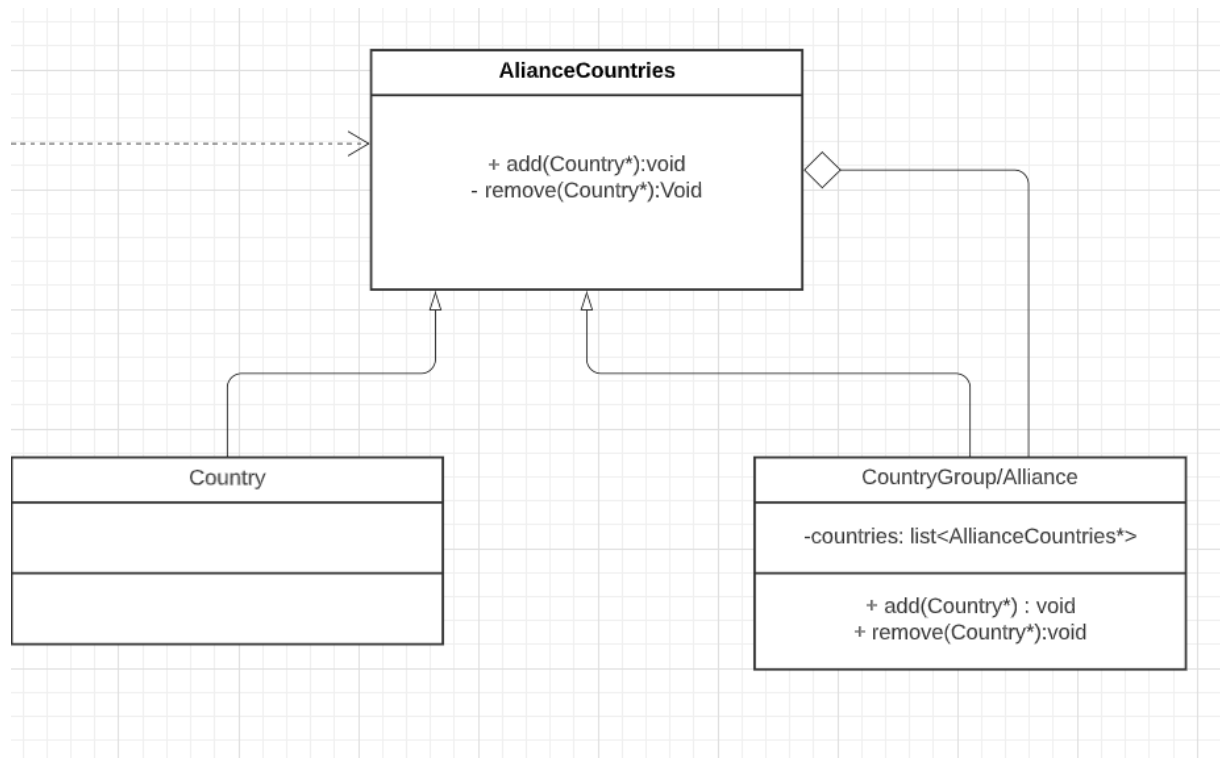 AlianceCountries
+ add(Country*):void
- remove(Country*):Void
Country
CountryGroup/Alliance
-countries: list<AllianceCountries*>
+ add(Country*) : void
+ remove(Country*):void